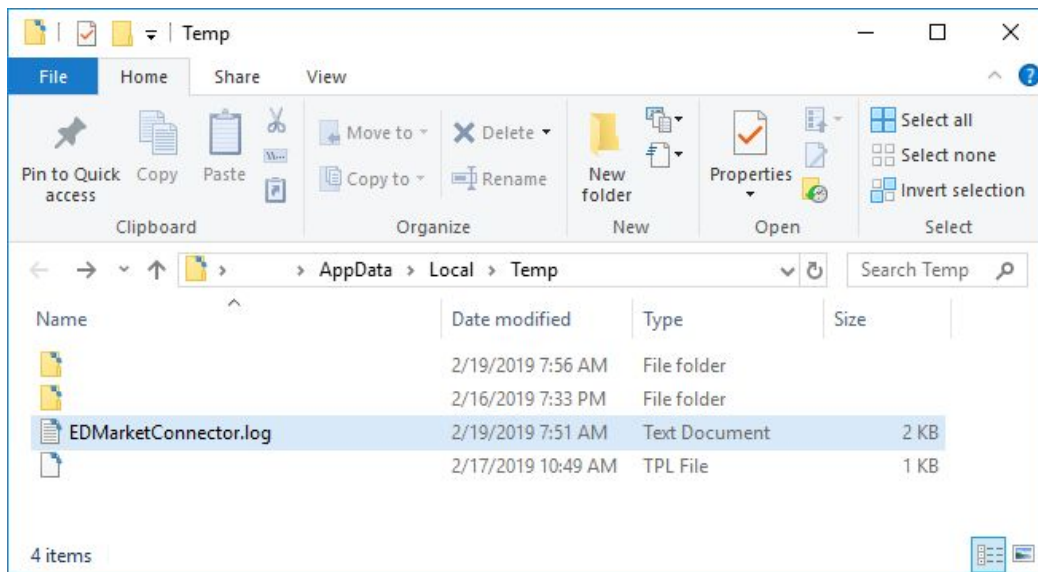 Temp
File Home Share View
Pin to Quick access
Copy
Paste
Move to
Copy to
Delete
Rename
New folder
Properties
Select all
Select none
Invert selection
Clipboard Organize New Open Select
› › AppData › Local › Temp
Search Temp
Name Date modified Type Size
2/19/2019 7:56 AM File folder
2/16/2019 7:33 PM File folder
EDMarketConnector.log 2/19/2019 7:51 AM Text Document 2 KB
2/17/2019 10:49 AM TPL File 1 KB
4 items